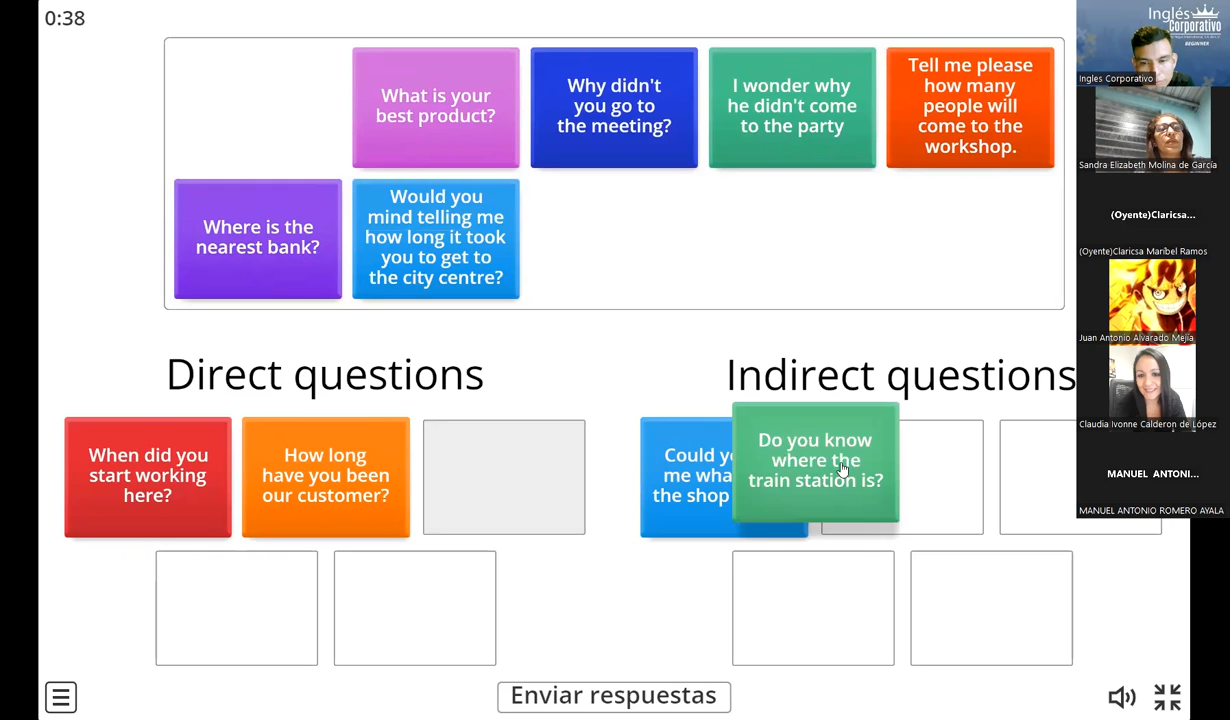 0:38
What is your
best product?
Why didn't
you go to
the meeting?
I wonder why
he didn't come
to the party
Tell me please
how many
people will
come to the
workshop.
Where is the
nearest bank?
Would you
mind telling me
how long it took
you to get to
the city centre?
Direct questions
Indirect questions
When did you
start working
here?
How long
have you been
our customer?
Could
me
the shop
Do you know
where the
train station is?
Enviar respuestas
Inglés
Corporativo
BEGINNER
Ingles Corporativo
Sandra Elizabeth Molina de García
(Oyente)Claricsa...
(Oyente)Claricsa Maribel Ramos
Juan Antonio Alvarado Mejía
Claudia Ivonne Calderon de López
MANUEL ANTONI...
MANUEL ANTONIO ROMERO AYALA